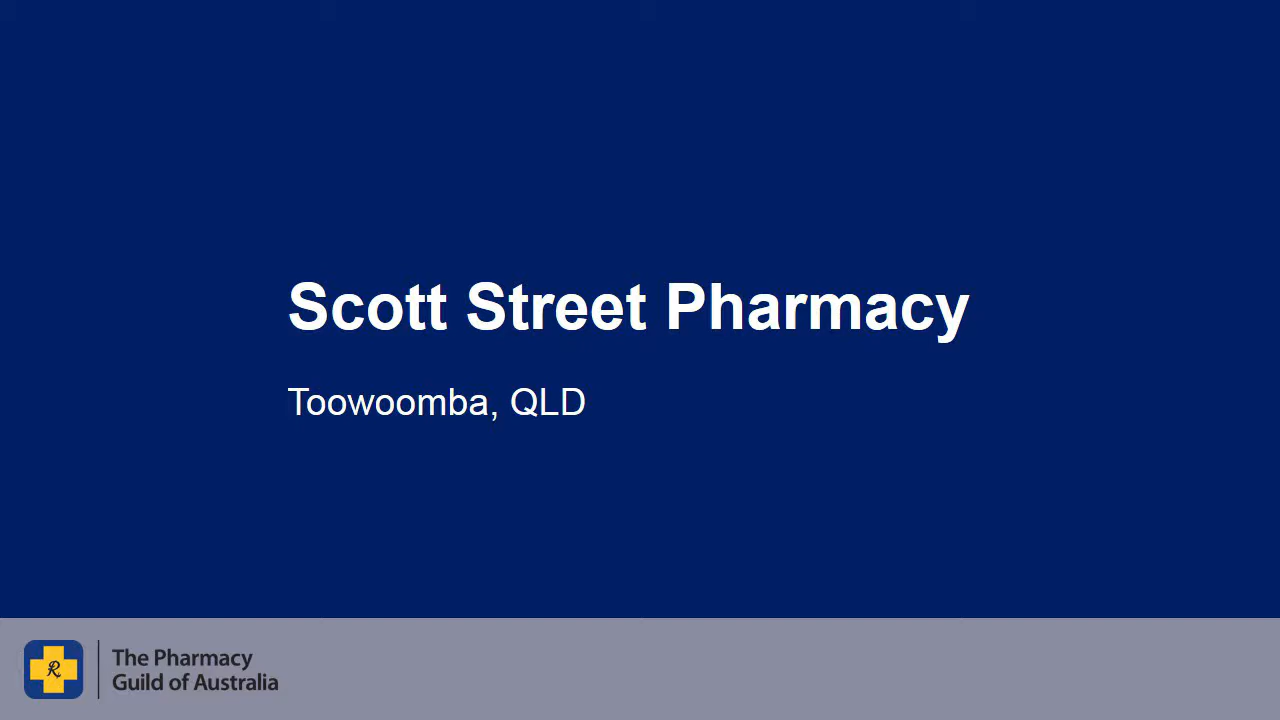 Scott Street Pharmacy
Toowoomba, QLD
The Pharmacy
Guild of Australia